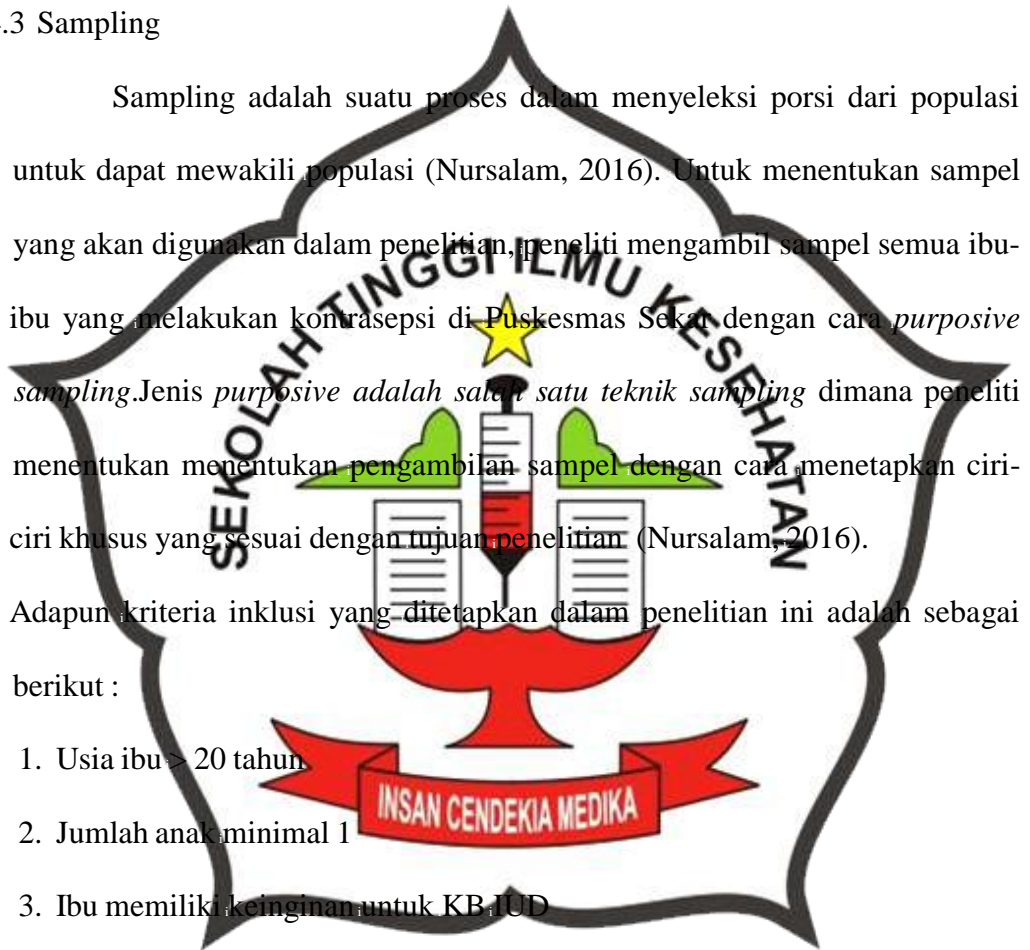 .3 Sampling
Sampling adalah suatu proses dalam menyeleksi porsi dari populasi
untuk dapat mewakili populasi (Nursalam, 2016). Untuk menentukan sampel
yang akan digunakan dalam penelitian, peneliti mengambil sampel semua ibu-
ibu yang melakukan kontrasepsi di Puskesmas Sekar dengan cara purposive
sampling.Jenis purposive adalah salah satu teknik sampling dimana peneliti
menentukan menentukan pengambilan sampel dengan cara menetapkan ciri-
ciri khusus yang sesuai dengan tujuan penelitian (Nursalam, 2016).
Adapun kriteria inklusi yang ditetapkan dalam penelitian ini adalah sebagai
berikut :
1. Usia ibu > 20 tahun
2. Jumlah anak minimal 1
3. Ibu memiliki keinginan untuk KB IUD
SEKOLAH TINGGI ILMU KESEHATAN
INSAN CENDEKIA MEDIKA